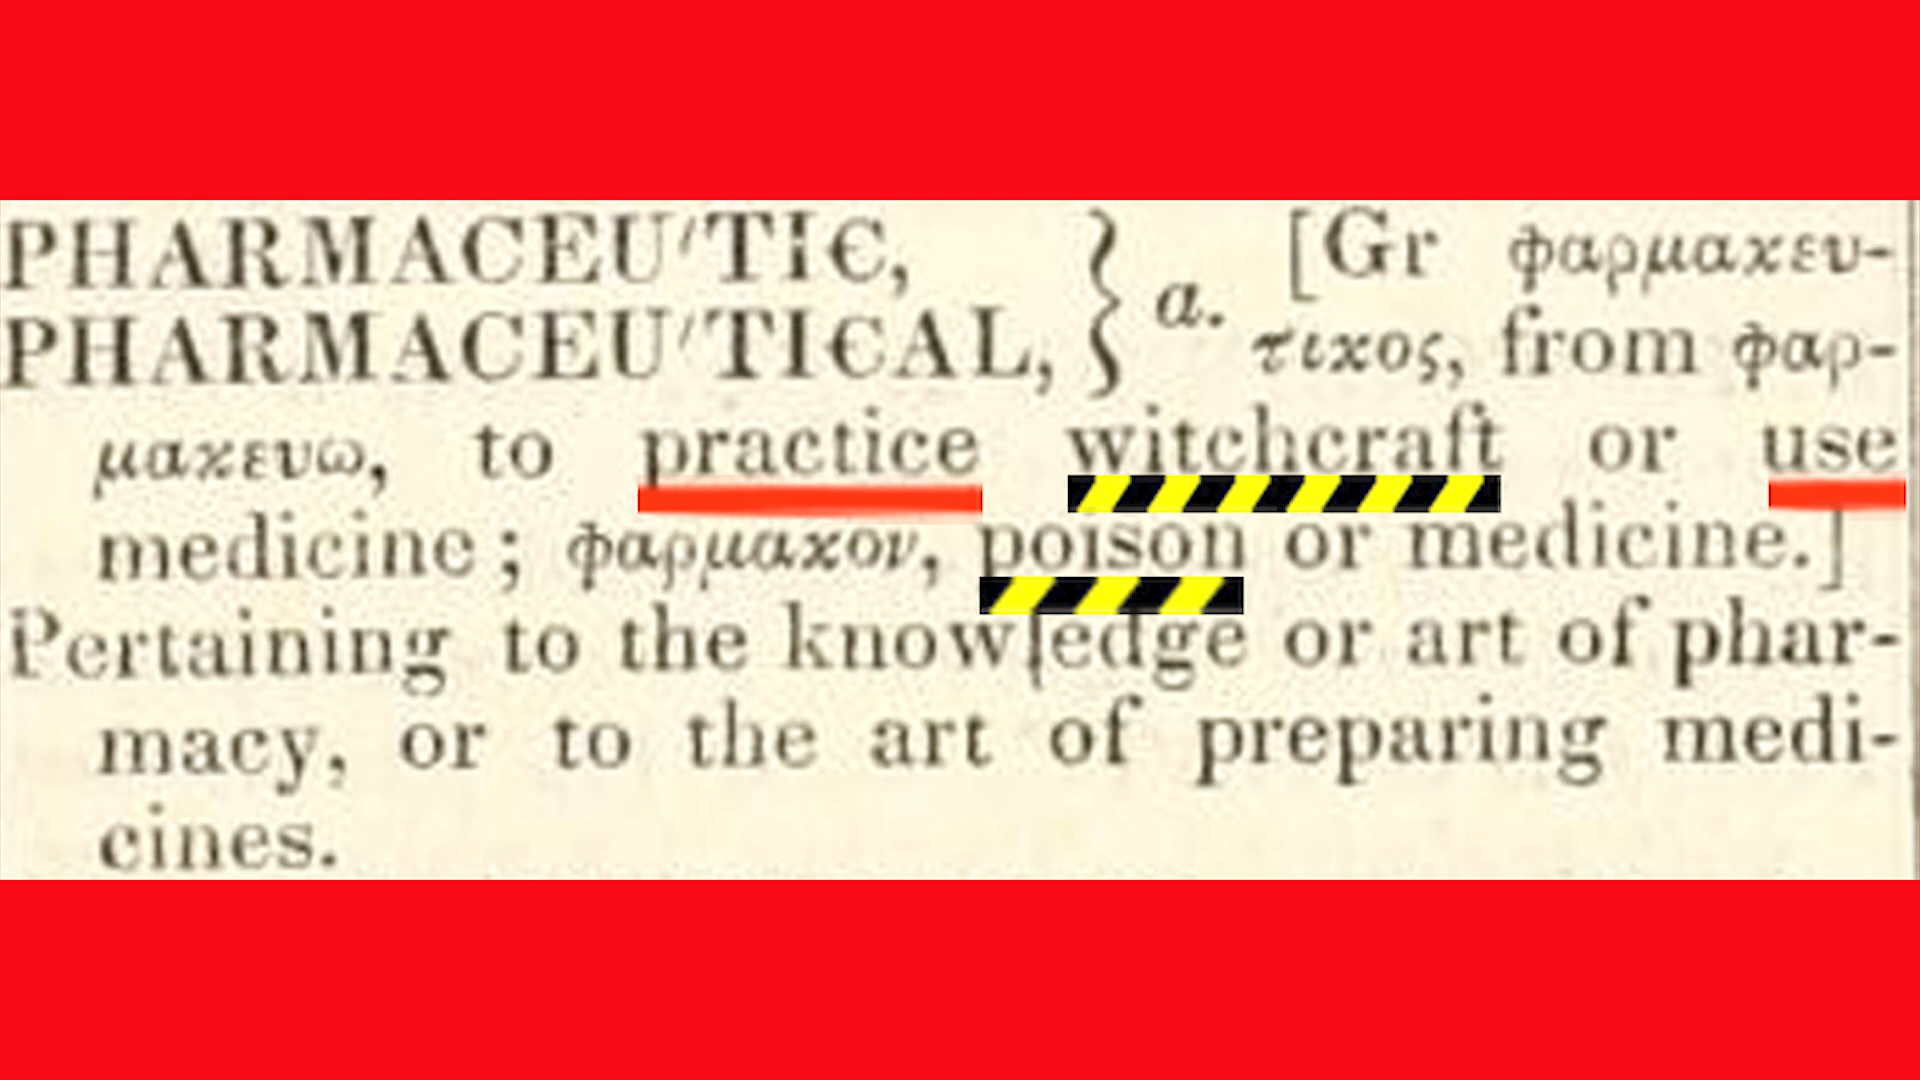 PHARMACEU'TIC, } a. [Gr φαρμακευ-
PHARMACEU'TICAL, } τικος, from φαρ-
μακευω, to practice witchcraft or use
medicine; φαρμακον, poison or medicine.]
Pertaining to the knowledge or art of phar-
macy, or to the art of preparing medi-
cines.